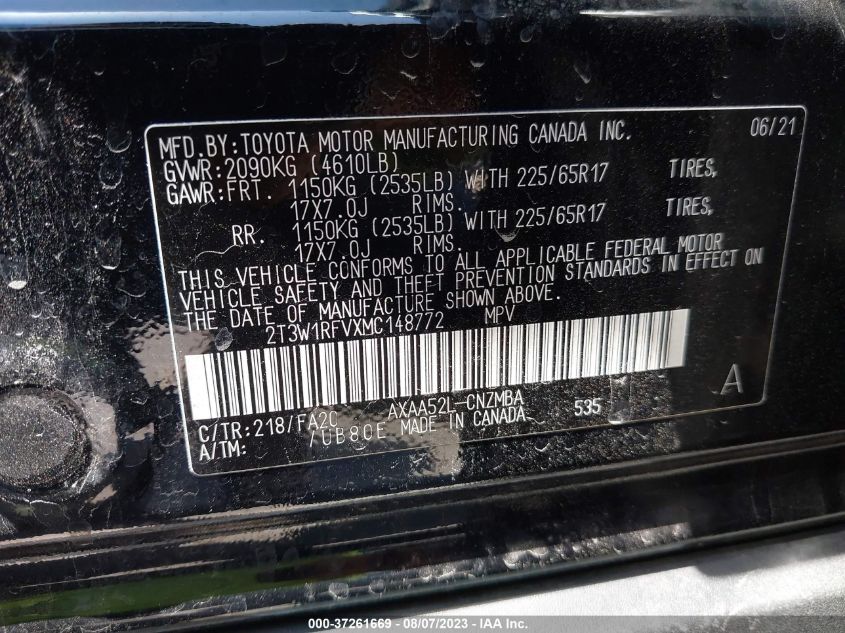 MFD. BY: TOYOTA MOTOR MANUFACTURING CANADA INC. 06/21
GVWR: 2090KG (4610LB)
GAWR: FRT. 1150KG (2535LB) WITH 225/65R17 TIRES,
17X7.0J RIMS.
RR. 1150KG (2535LB) WITH 225/65R17 TIRES,
17X7.0J RIMS.
THIS VEHICLE CONFORMS TO ALL APPLICABLE FEDERAL MOTOR
VEHICLE SAFETY AND THEFT PREVENTION STANDARDS IN EFFECT ON
THE DATE OF MANUFACTURE SHOWN ABOVE.
2T3W1RFVXMC148772 MPV
A
C/TR: 218/FA20 AXAA52L-CNZMBA 535
A/TM: /UB80E MADE IN CANADA
000 - 37261669 - 08/07/2023 - IAA Inc.